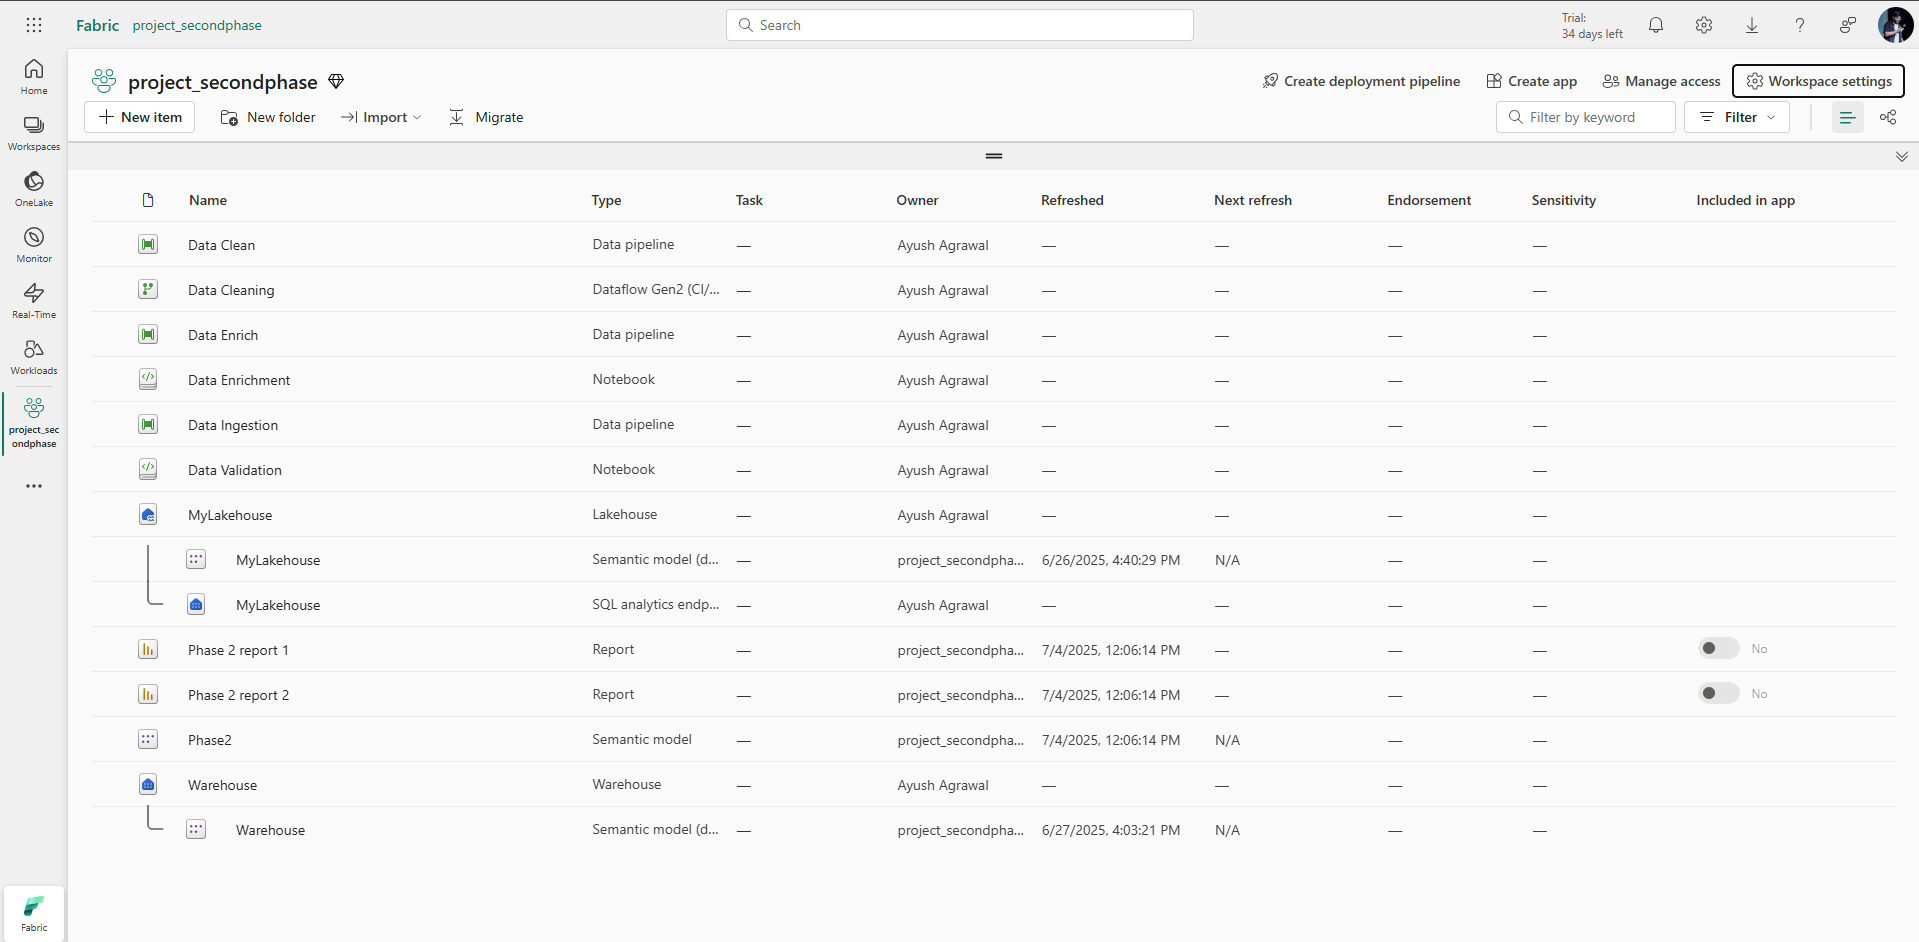 Fabric project_secondphase Search Trial: 34 days left
Home
Workspaces
OneLake
Monitor
Real-Time
Workloads
project_sec
ondphase
Fabric
project_secondphase Create deployment pipeline Create app Manage access Workspace settings
New item New folder Import Migrate Filter by keyword Filter
Name Type Task Owner Refreshed Next refresh Endorsement Sensitivity Included in app
Data Clean Data pipeline — Ayush Agrawal — — — —
Data Cleaning Dataflow Gen2 (CI/... — Ayush Agrawal — — — —
Data Enrich Data pipeline — Ayush Agrawal — — — —
Data Enrichment Notebook — Ayush Agrawal — — — —
Data Ingestion Data pipeline — Ayush Agrawal — — — —
Data Validation Notebook — Ayush Agrawal — — — —
MyLakehouse Lakehouse — Ayush Agrawal — — — —
MyLakehouse Semantic model (d... — project_secondpha... 6/26/2025, 4:40:29 PM N/A — —
MyLakehouse SQL analytics endp... — Ayush Agrawal — — — —
Phase 2 report 1 Report — project_secondpha... 7/4/2025, 12:06:14 PM — — — No
Phase 2 report 2 Report — project_secondpha... 7/4/2025, 12:06:14 PM — — — No
Phase2 Semantic model — project_secondpha... 7/4/2025, 12:06:14 PM N/A — —
Warehouse Warehouse — Ayush Agrawal — — — —
Warehouse Semantic model (d... — project_secondpha... 6/27/2025, 4:03:21 PM N/A — —